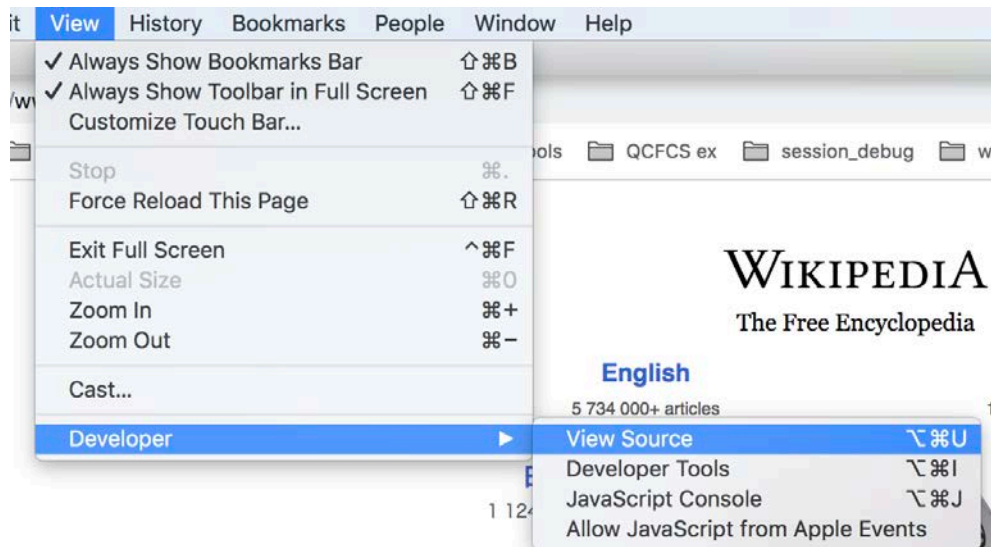 View History Bookmarks People Window Help
✓ Always Show Bookmarks Bar ⇧⌘B
✓ Always Show Toolbar in Full Screen ⇧⌘F
Customize Touch Bar...
QCFCS ex session_debug
Stop ⌘.
Force Reload This Page ⇧⌘R
Exit Full Screen ^⌘F
Actual Size ⌘0
Zoom In ⌘+
Zoom Out ⌘−
WIKIPEDIA
The Free Encyclopedia
English
5 734 000+ articles
Cast...
Developer ▶
View Source ⌥⌘U
Developer Tools ⌥⌘I
JavaScript Console ⌥⌘J
Allow JavaScript from Apple Events